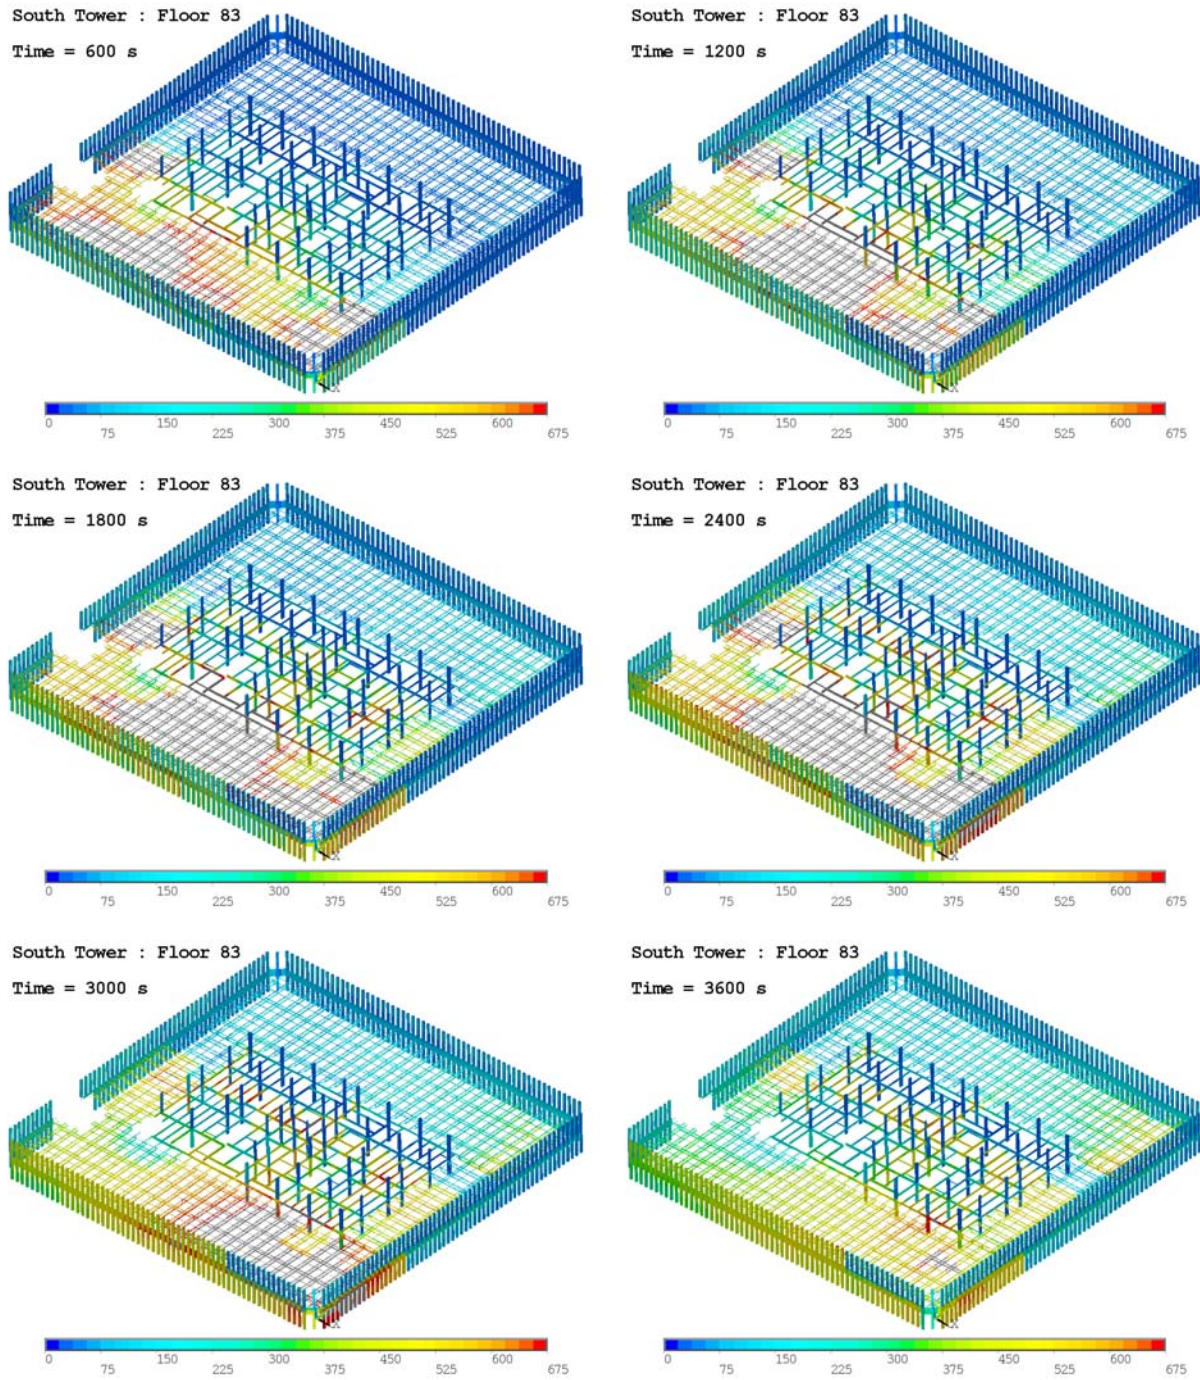 South Tower : Floor 83
Time = 600 s
X
0 75 150 225 300 375 450 525 600 675
South Tower : Floor 83
Time = 1200 s
X
0 75 150 225 300 375 450 525 600 675
South Tower : Floor 83
Time = 1800 s
X
0 75 150 225 300 375 450 525 600 675
South Tower : Floor 83
Time = 2400 s
X
0 75 150 225 300 375 450 525 600 675
South Tower : Floor 83
Time = 3000 s
X
0 75 150 225 300 375 450 525 600 675
South Tower : Floor 83
Time = 3600 s
X
0 75 150 225 300 375 450 525 600 675